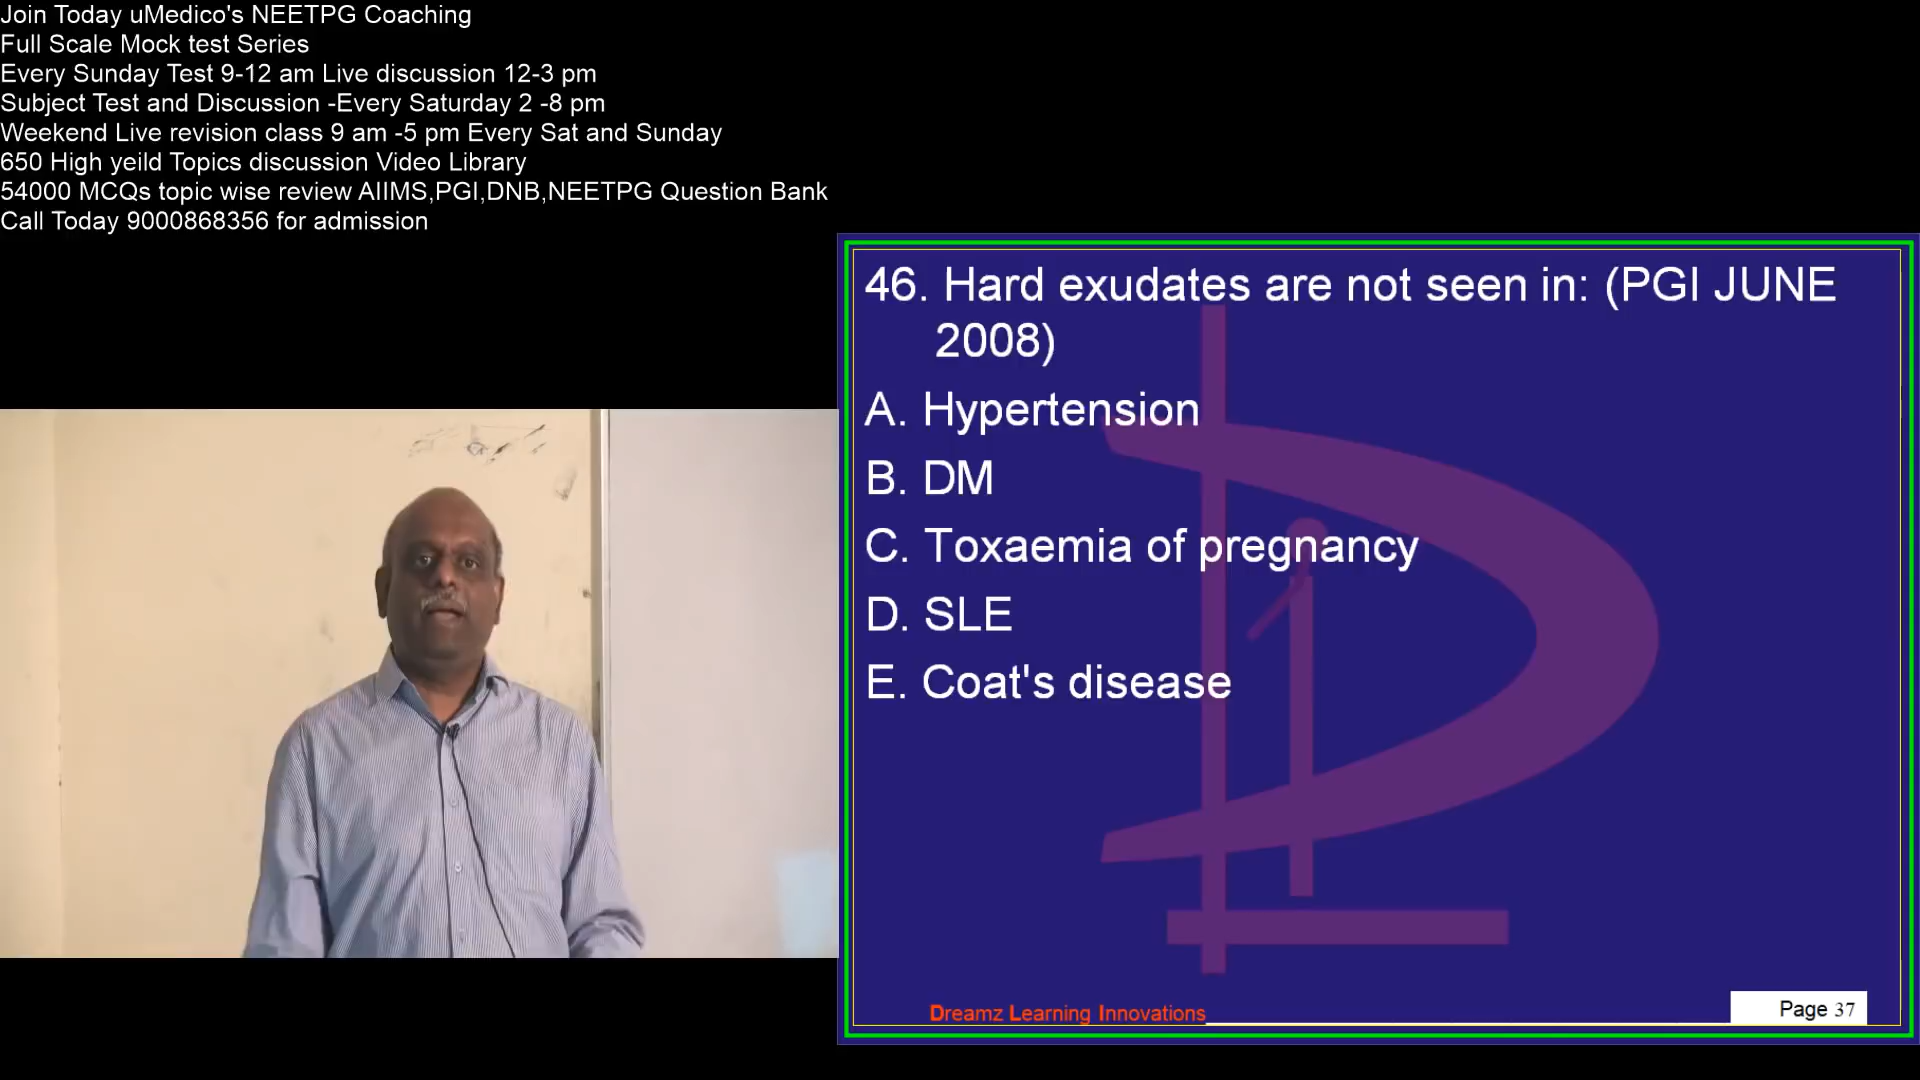 Join Today uMedico's NEETPG Coaching
Full Scale Mock test Series
Every Sunday Test 9-12 am Live discussion 12-3 pm
Subject Test and Discussion -Every Saturday 2 -8 pm
Weekend Live revision class 9 am -5 pm Every Sat and Sunday
650 High yeild Topics discussion Video Library
54000 MCQs topic wise review AIIMS,PGI,DNB,NEETPG Question Bank
Call Today 9000868356 for admission
46. Hard exudates are not seen in: (PGI JUNE
2008)
A. Hypertension
B. DM
C. Toxaemia of pregnancy
D. SLE
E. Coat's disease
Dreamz Learning Innovations
Page 37